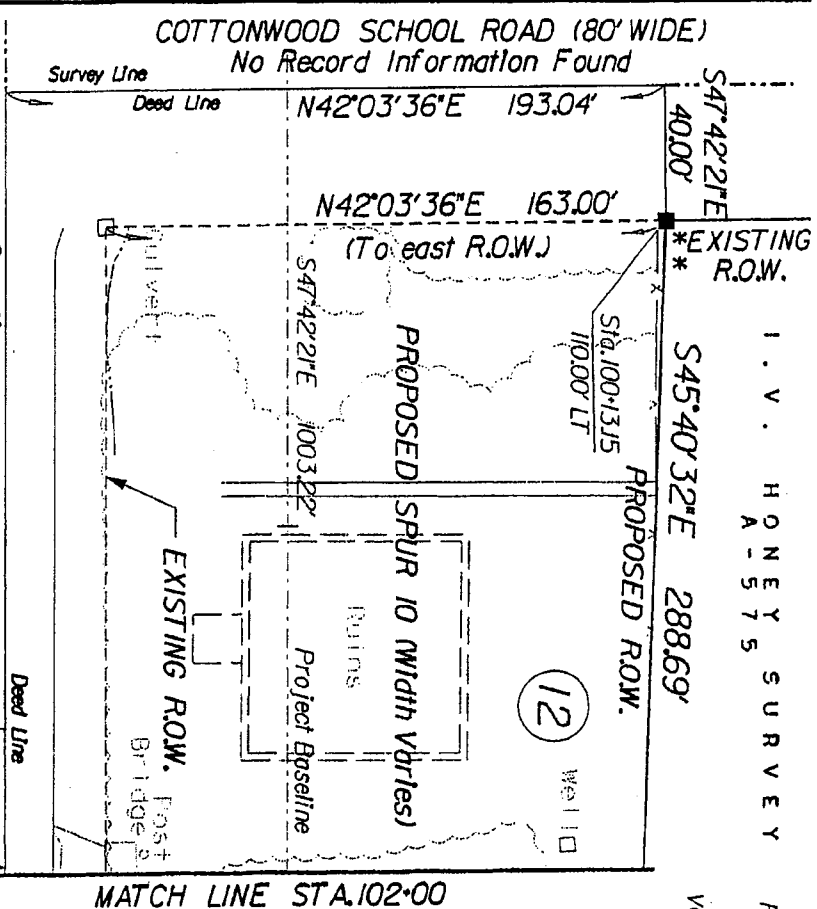 COTTONWOOD SCHOOL ROAD (80' WIDE)
No Record Information Found
Survey Line
Deed Line
N42°03'36"E 193.04'
S47°42'21"E
40.00'
N42°03'36"E 163.00'
(To east R.O.W.)
*EXISTING
* R.O.W.
Culvert
S47°42'21"E 1003.22'
Sta.100+13.15
110.00' LT
PROPOSED SPUR 10 (Width Varies)
PROPOSED R.O.W.
S45°40'32"E 288.69'
I.V. HONEY SURVEY
A-575
EXISTING R.O.W.
Ruins
Project Baseline
12
Well
Post
Bridge
Deed Line
MATCH LINE STA.102+00